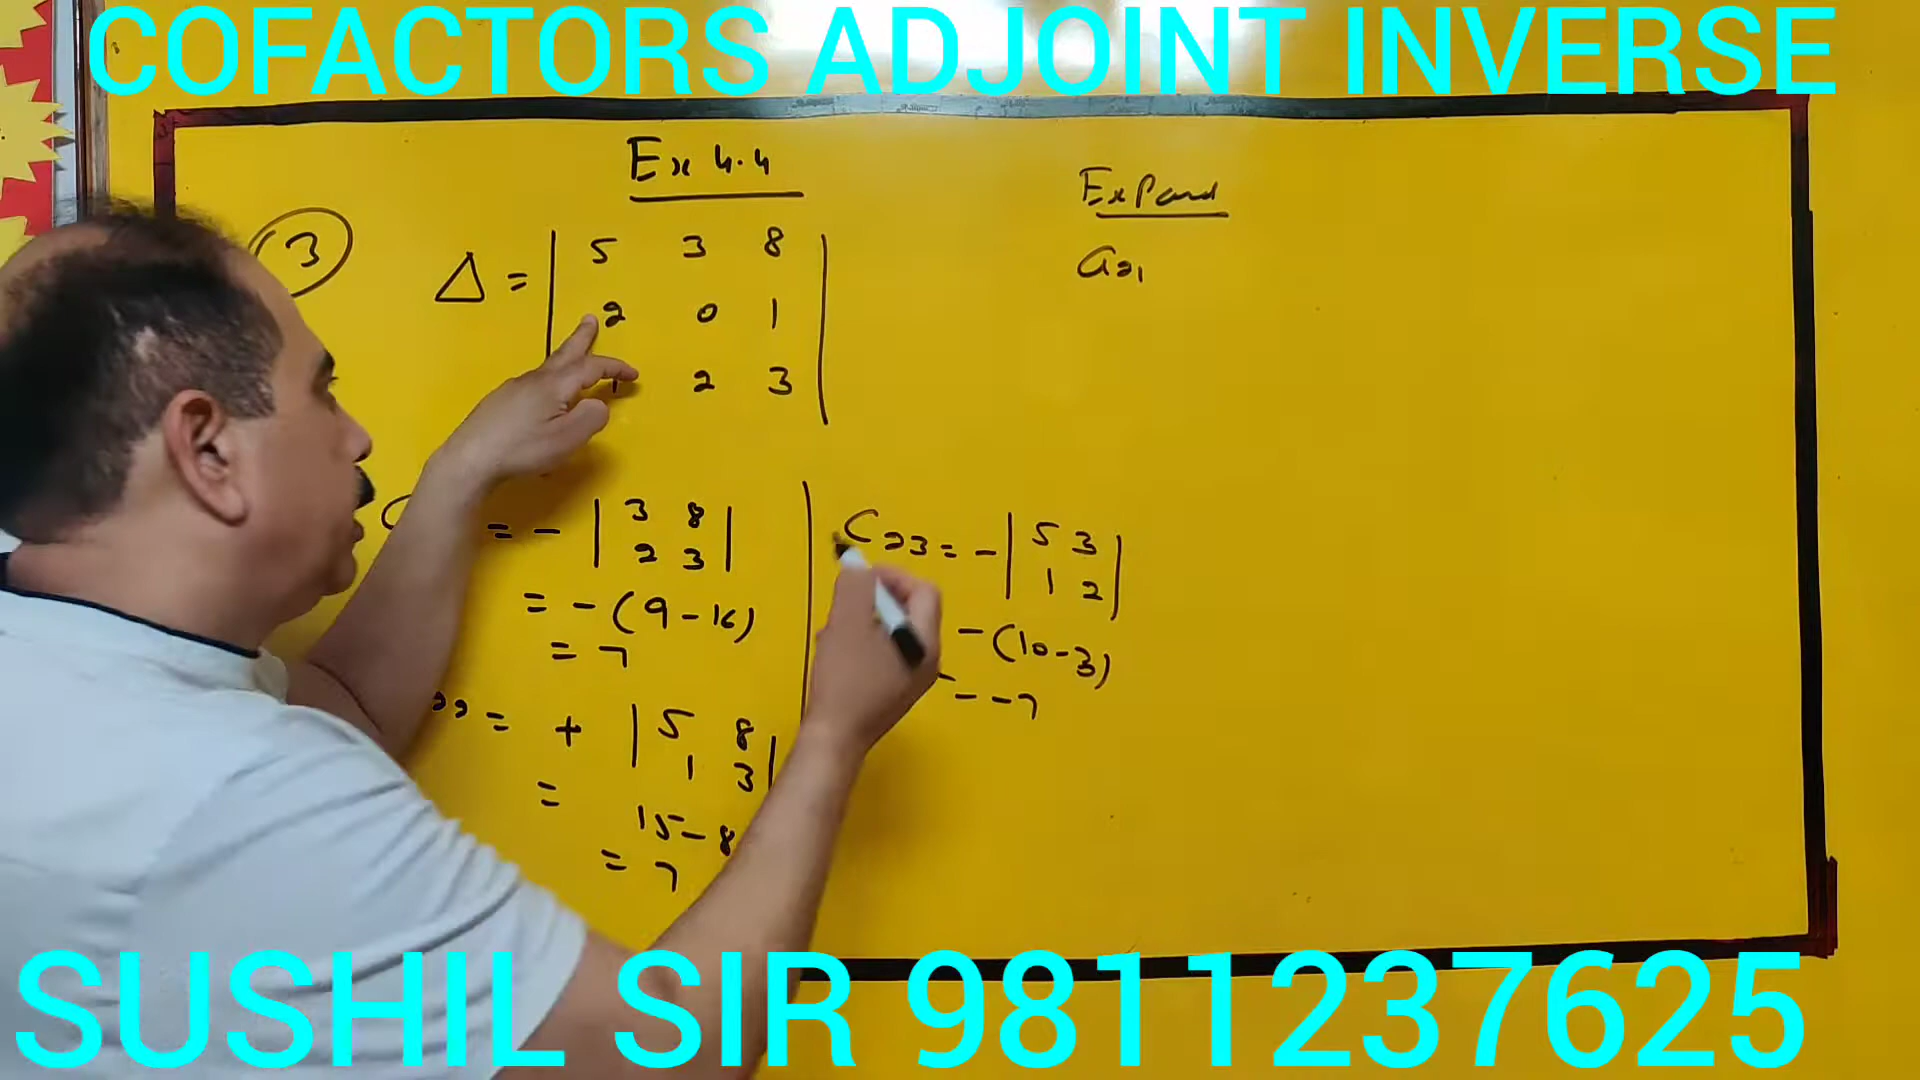 COFACTORS ADJOINT INVERSE
Ex 4.4
(3)
Δ = | 5 3 8 |
2 0 1
1 2 3
Expand
a21
= - | 3 8 |
2 3
= - (9 - 16)
= 7
22 = + | 5 8 |
1 3
= 15 - 8
= 7
C23 = - | 5 3 |
1 2
- (10 - 3)
= -7
SUSHIL SIR 9811237625